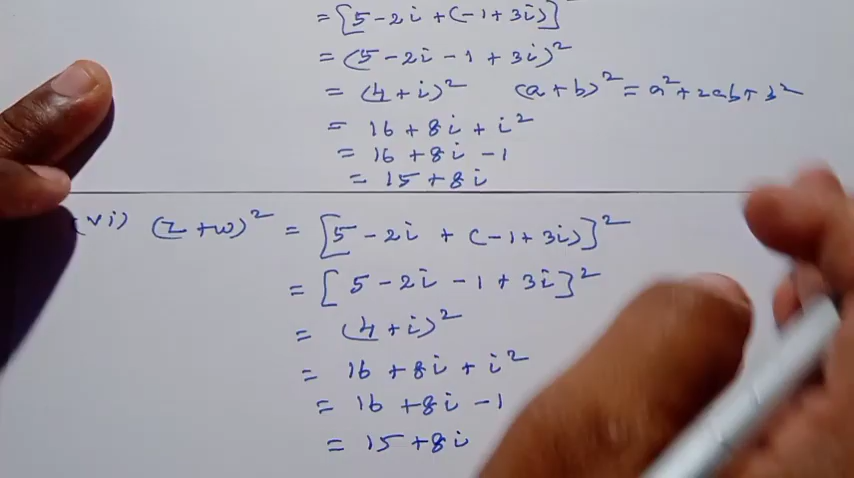 = [5-2i + (-1+3i)]
= (5-2i-1+3i)²
= (4+i)² (a+b)² = a²+2ab+b²
= 16+8i+i²
= 16+8i-1
= 15+8i
(vi) (z+w)² = [5-2i + (-1+3i)]²
= [5-2i-1+3i]²
= (4+i)²
= 16+8i+i²
= 16+8i-1
= 15+8i